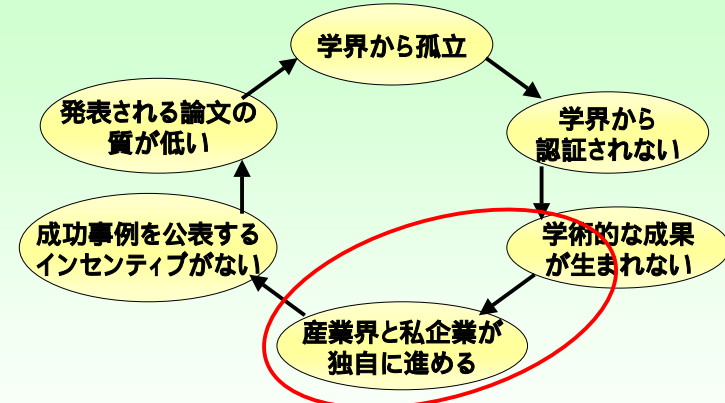 学界から孤立
学界から
認証されない
学術的な成果
が生まれない
産業界と私企業が
独自に進める
成功事例を公表する
インセンティブがない
発表される論文の
質が低い